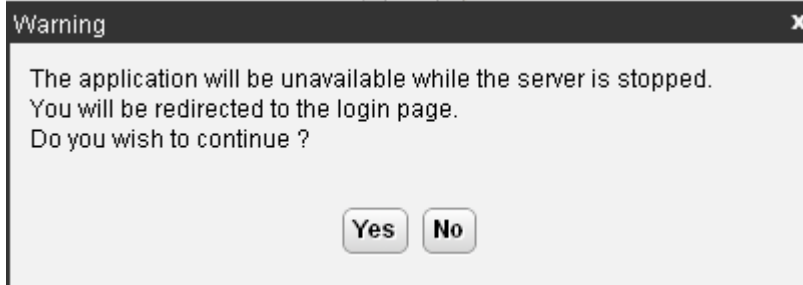 Warning
x
The application will be unavailable while the server is stopped.
You will be redirected to the login page.
Do you wish to continue ?
Yes No